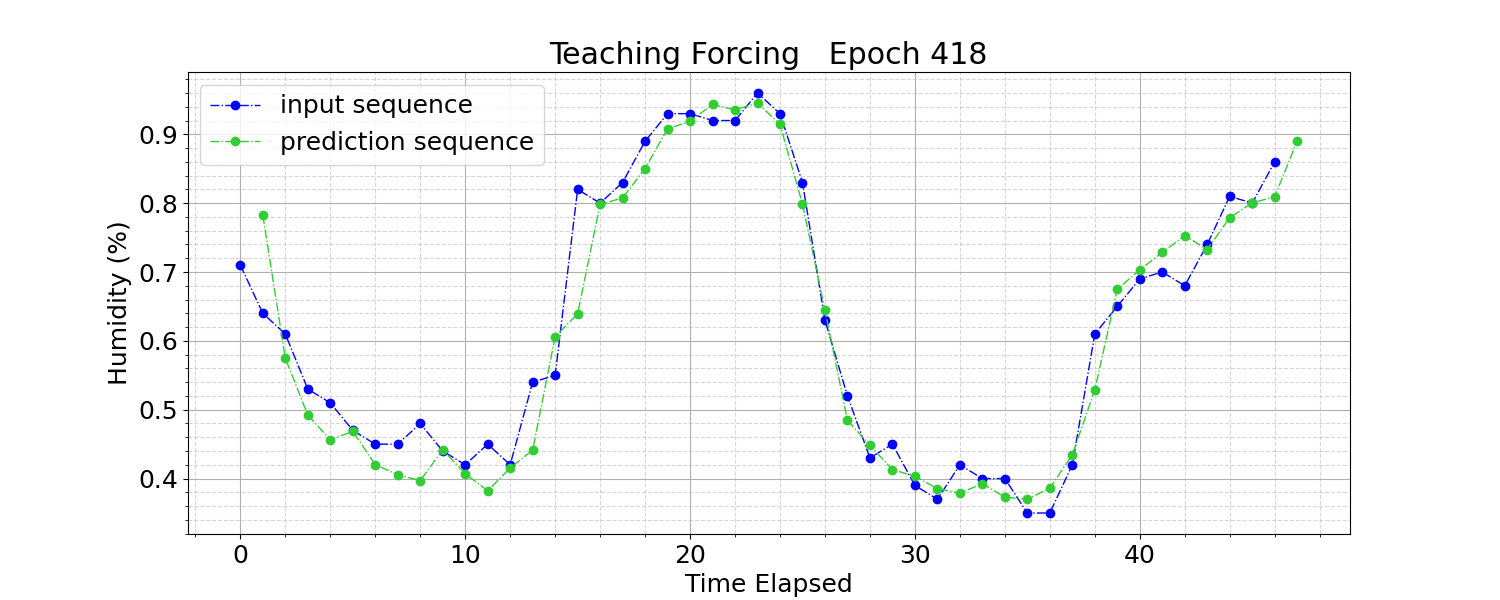 Teaching Forcing   Epoch 418
input sequence
prediction sequence
Humidity (%)
0.9
0.8
0.7
0.6
0.5
0.4
0 10 20 30 40
Time Elapsed